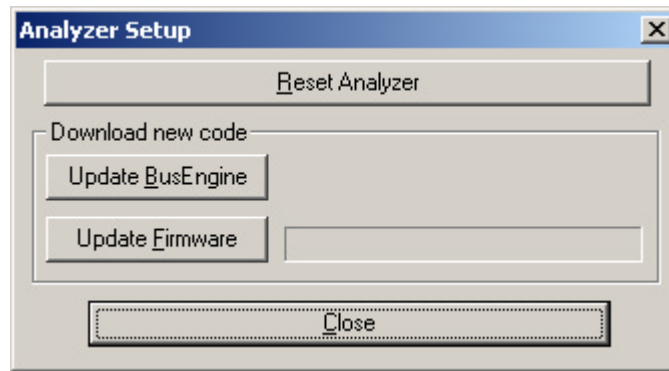 Analyzer Setup
Reset Analyzer
Download new code
Update BusEngine
Update Firmware
Close